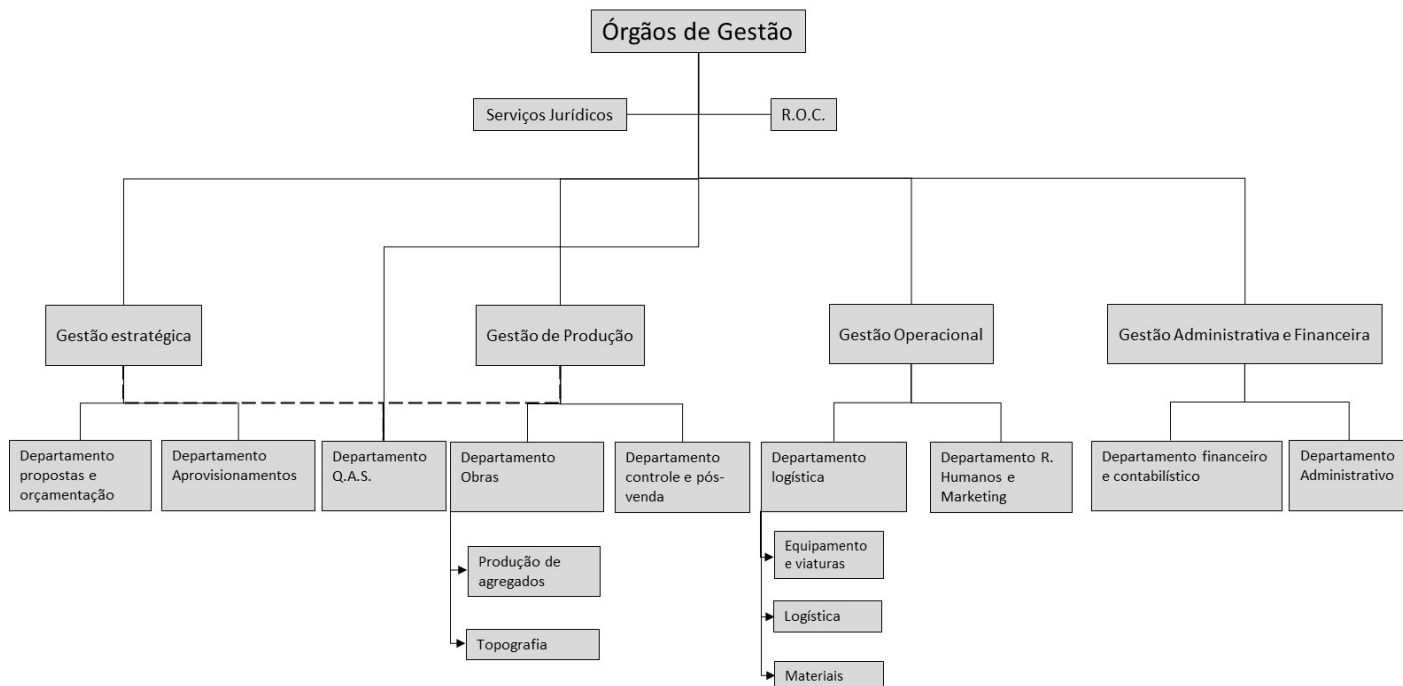 Órgãos de Gestão
Serviços Jurídicos
R.O.C.
Gestão estratégica
Gestão de Produção
Gestão Operacional
Gestão Administrativa e Financeira
Departamento
propostas e
orçamentação
Departamento
Aprovisionamentos
Departamento
Q.A.S.
Departamento
Obras
Departamento
controle e pós-
venda
Departamento
logística
Departamento R.
Humanos e
Marketing
Departamento financeiro
e contabilístico
Departamento
Administrativo
Produção de
agregados
Topografia
Equipamento
e viaturas
Logística
Materiais